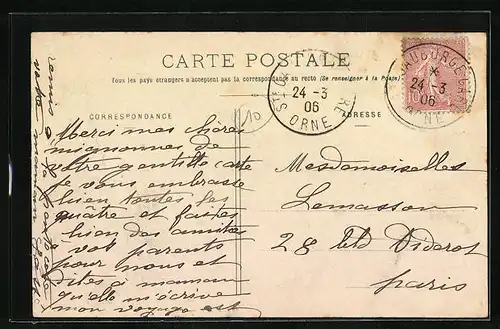 CARTE POSTALE
Tous les pays étrangers n'acceptent pas la correspondance au recto (Se renseigner à la Poste)
CORRESPONDANCE
ADRESSE
24 - 3
06
ORNE
24 - 3
06
ORNE
10
Merci mes chères
mignonnes de
votre gentille carte
je vous embrasse
bien toutes les
quatre et faites
bien des amitiés
à vos parents
pour nous et
dites à maman
qu'elle m'écrive
mon voyage est
Mesdemoiselles
Lemasson
28 Bld Diderot
Paris